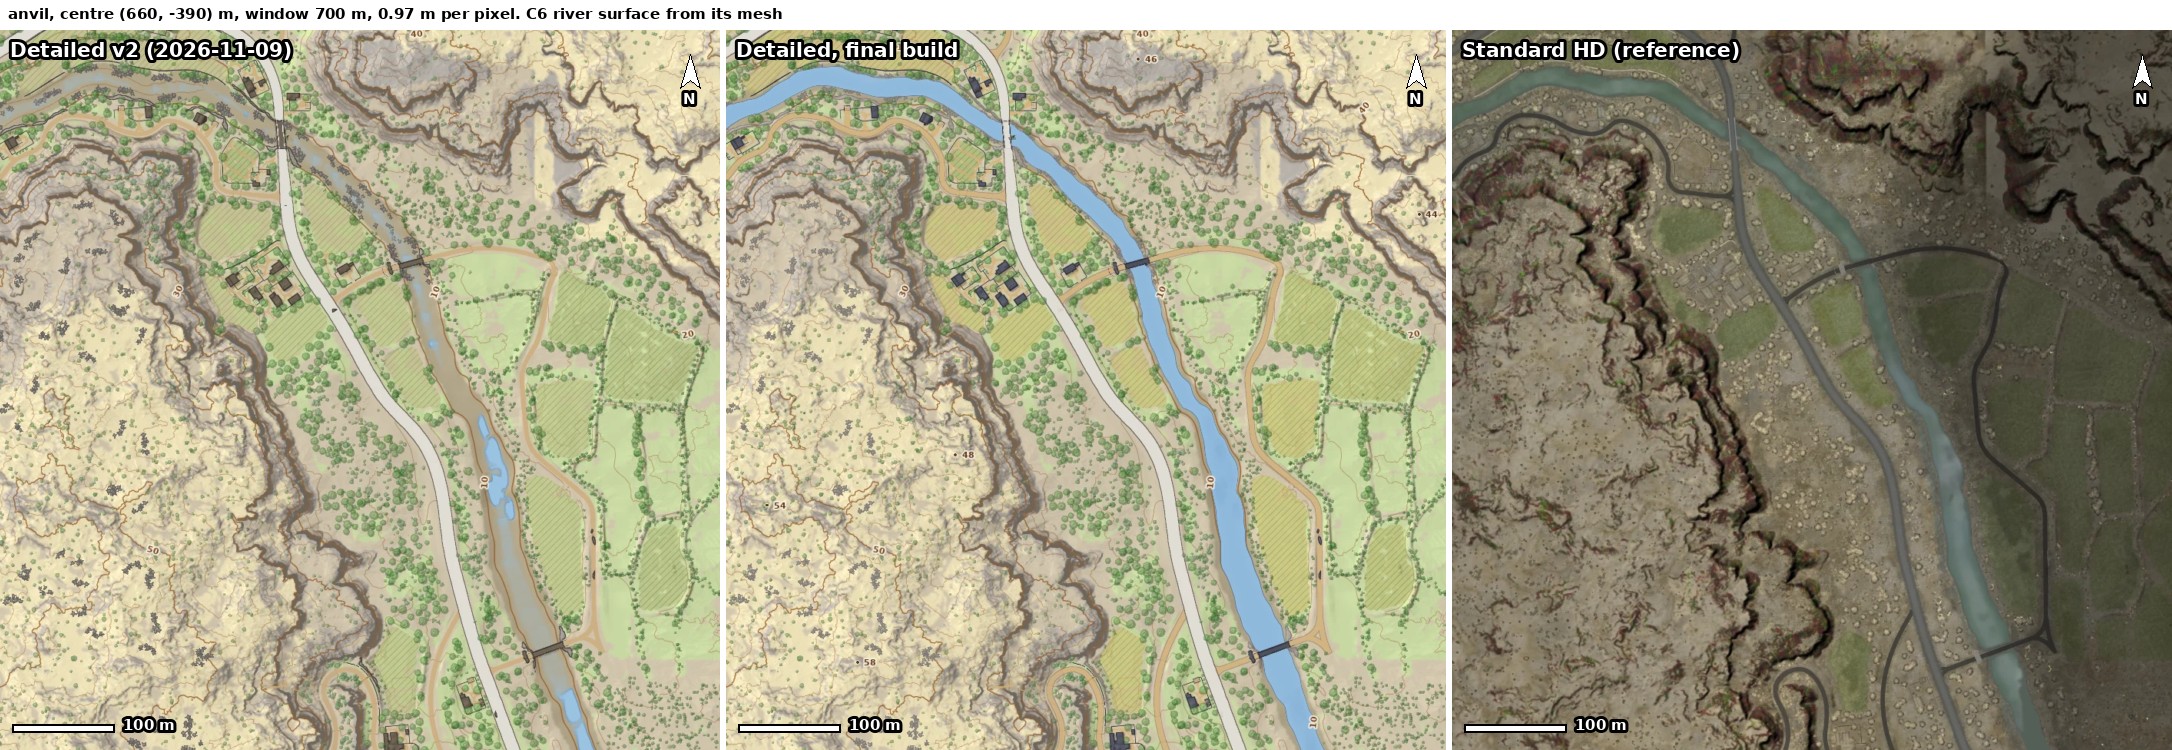 anvil, centre (660, -390) m, window 700 m, 0.97 m per pixel. C6 river surface from its mesh
Detailed v2 (2026-11-09)
40
N
30
10
20
10
50
100 m
Detailed, final build
40
46
N
30
10
20
48
10
54
50
58
10
100 m
Standard HD (reference)
N
40
44
100 m